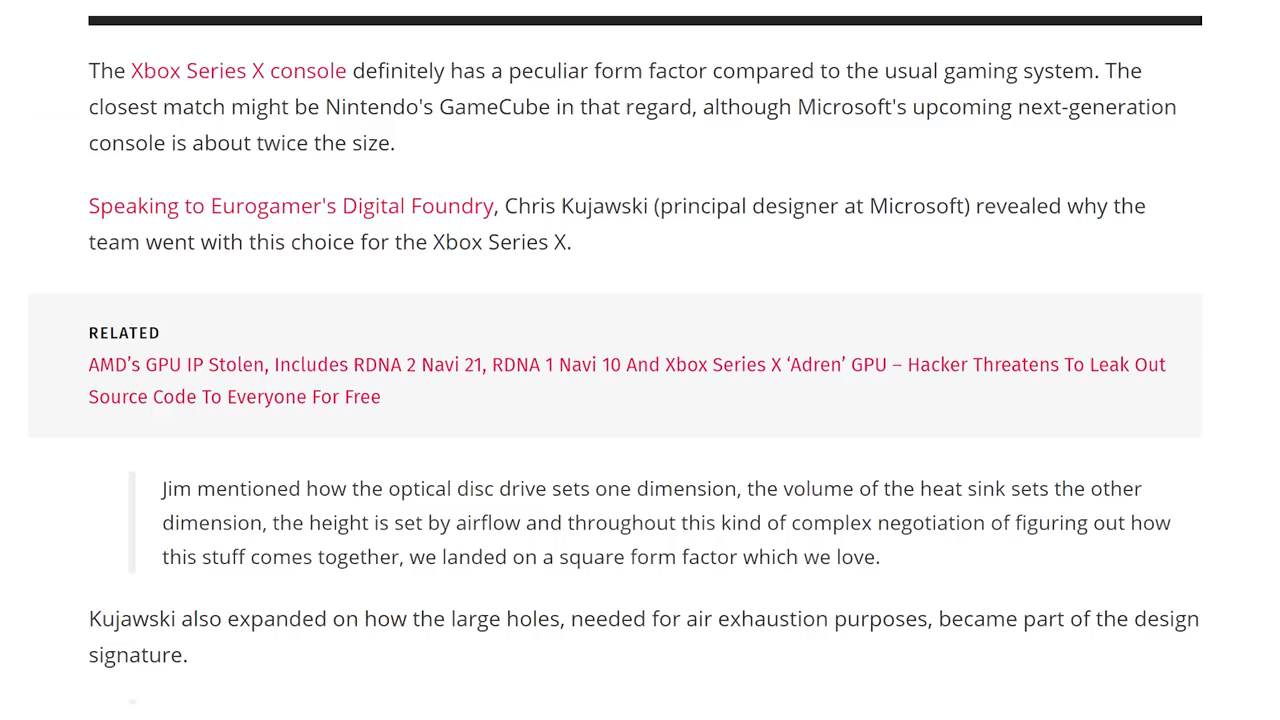 The Xbox Series X console definitely has a peculiar form factor compared to the usual gaming system. The
closest match might be Nintendo's GameCube in that regard, although Microsoft's upcoming next-generation
console is about twice the size.
Speaking to Eurogamer's Digital Foundry, Chris Kujawski (principal designer at Microsoft) revealed why the
team went with this choice for the Xbox Series X.
RELATED
AMD’s GPU IP Stolen, Includes RDNA 2 Navi 21, RDNA 1 Navi 10 And Xbox Series X ‘Adren’ GPU – Hacker Threatens To Leak Out
Source Code To Everyone For Free
Jim mentioned how the optical disc drive sets one dimension, the volume of the heat sink sets the other
dimension, the height is set by airflow and throughout this kind of complex negotiation of figuring out how
this stuff comes together, we landed on a square form factor which we love.
Kujawski also expanded on how the large holes, needed for air exhaustion purposes, became part of the design
signature.